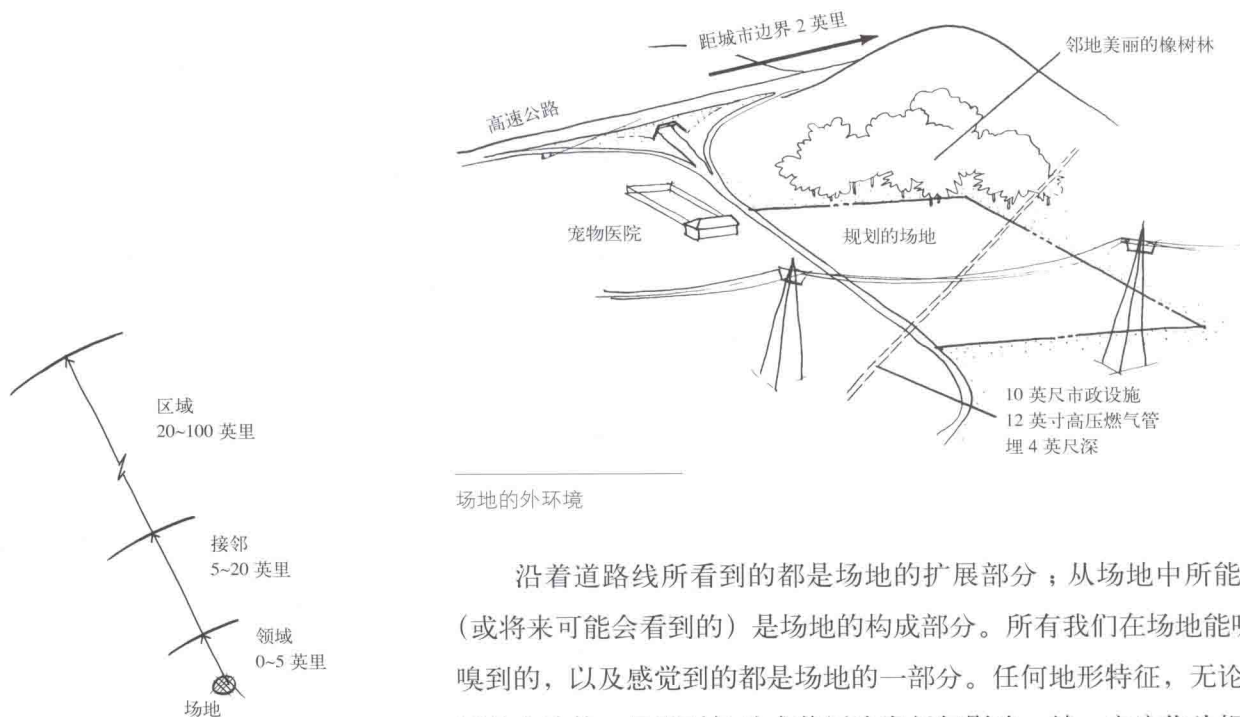 距城市边界 2 英里
邻地美丽的橡树林
高速公路
宠物医院
规划的场地
10 英尺市政设施
12 英寸高压燃气管
埋 4 英尺深
场地的外环境
区域
20~100 英里
接邻
5~20 英里
领域
0~5 英里
场地
沿着道路线所看到的都是场地的扩展部分；从场地中所能
（或将来可能会看到的）是场地的构成部分。所有我们在场地能
嗅到的，以及感觉到的都是场地的一部分。任何地形特征，无论